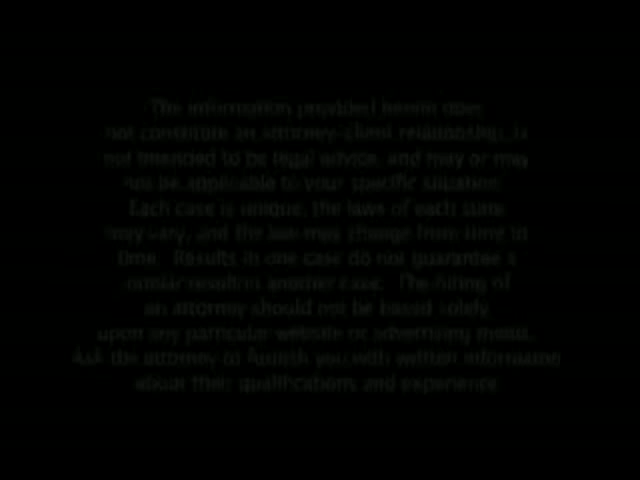 The information provided herein does
not constitute an attorney-client relationship, is
not intended to be legal advice, and may or may
not be applicable to your specific situation.
Each case is unique, the laws of each state
may vary, and the law may change from time to
time. Results in one case do not guarantee a
similar result in another case. The hiring of
an attorney should not be based solely
upon any particular website or advertising media.
Ask the attorney to furnish you with written information
about their qualifications and experience